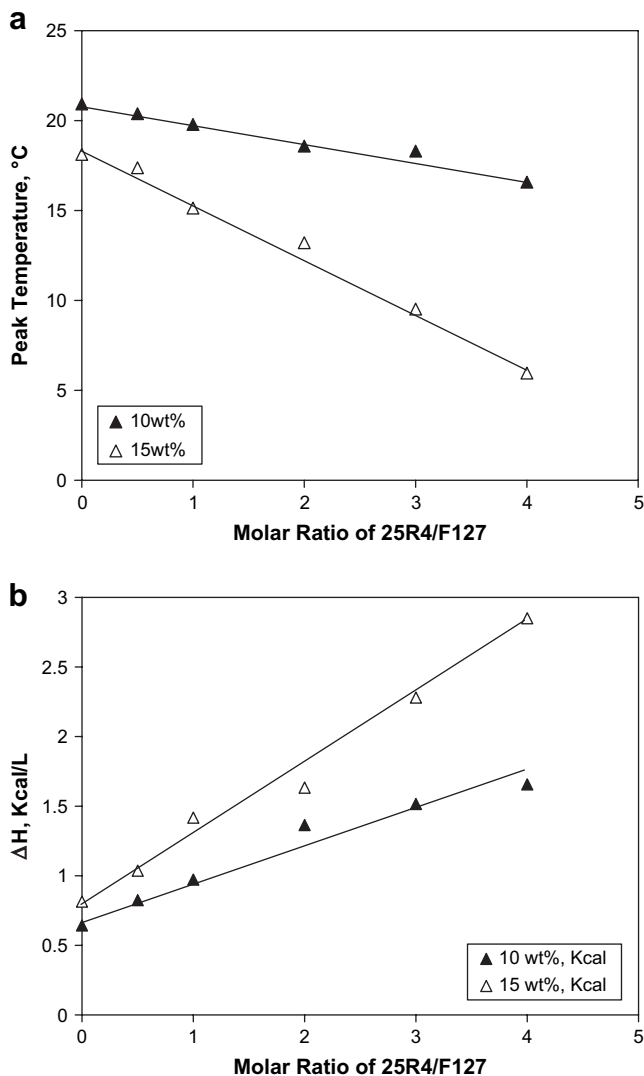 a
25
20
15
10
5
0
Peak Temperature, °C
10wt%
15wt%
0 1 2 3 4 5
Molar Ratio of 25R4/F127
b
3
2.5
2
1.5
1
0.5
0
ΔH, Kcal/L
10 wt%, Kcal
15 wt%, Kcal
0 1 2 3 4 5
Molar Ratio of 25R4/F127